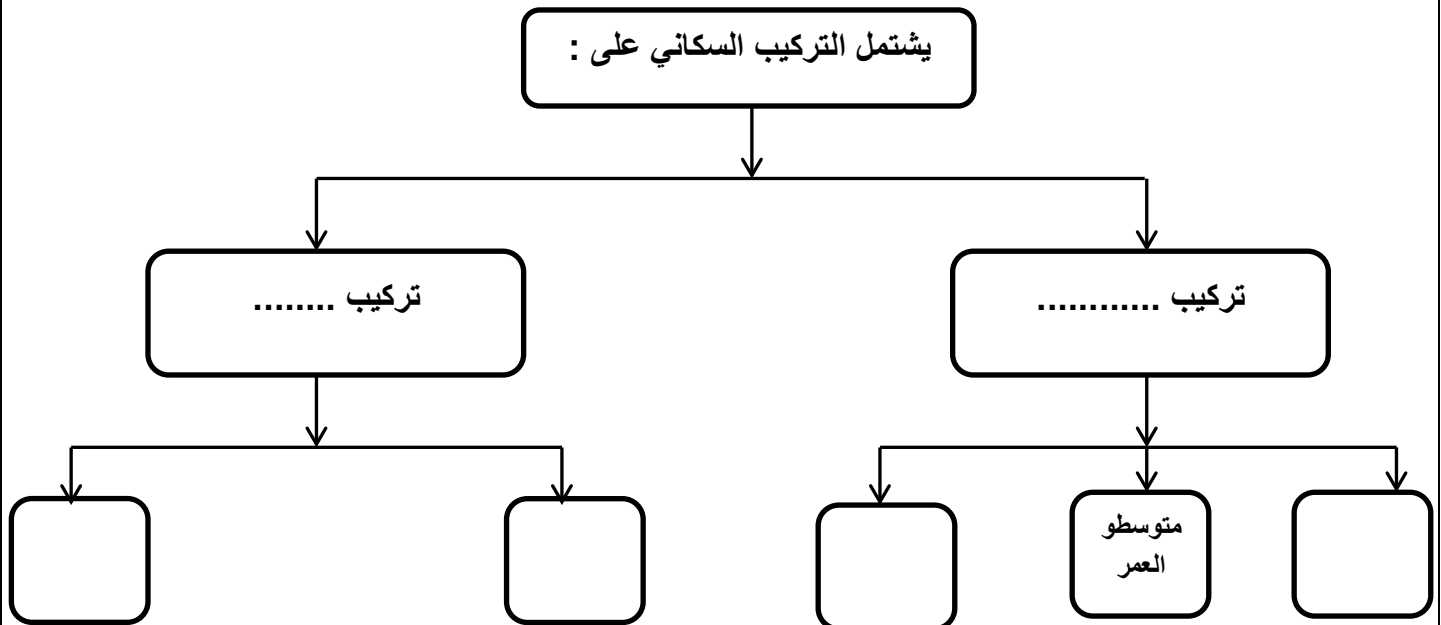 يشتمل التركيب السكاني على :
تركيب ............
تركيب ........
متوسطو
العمر